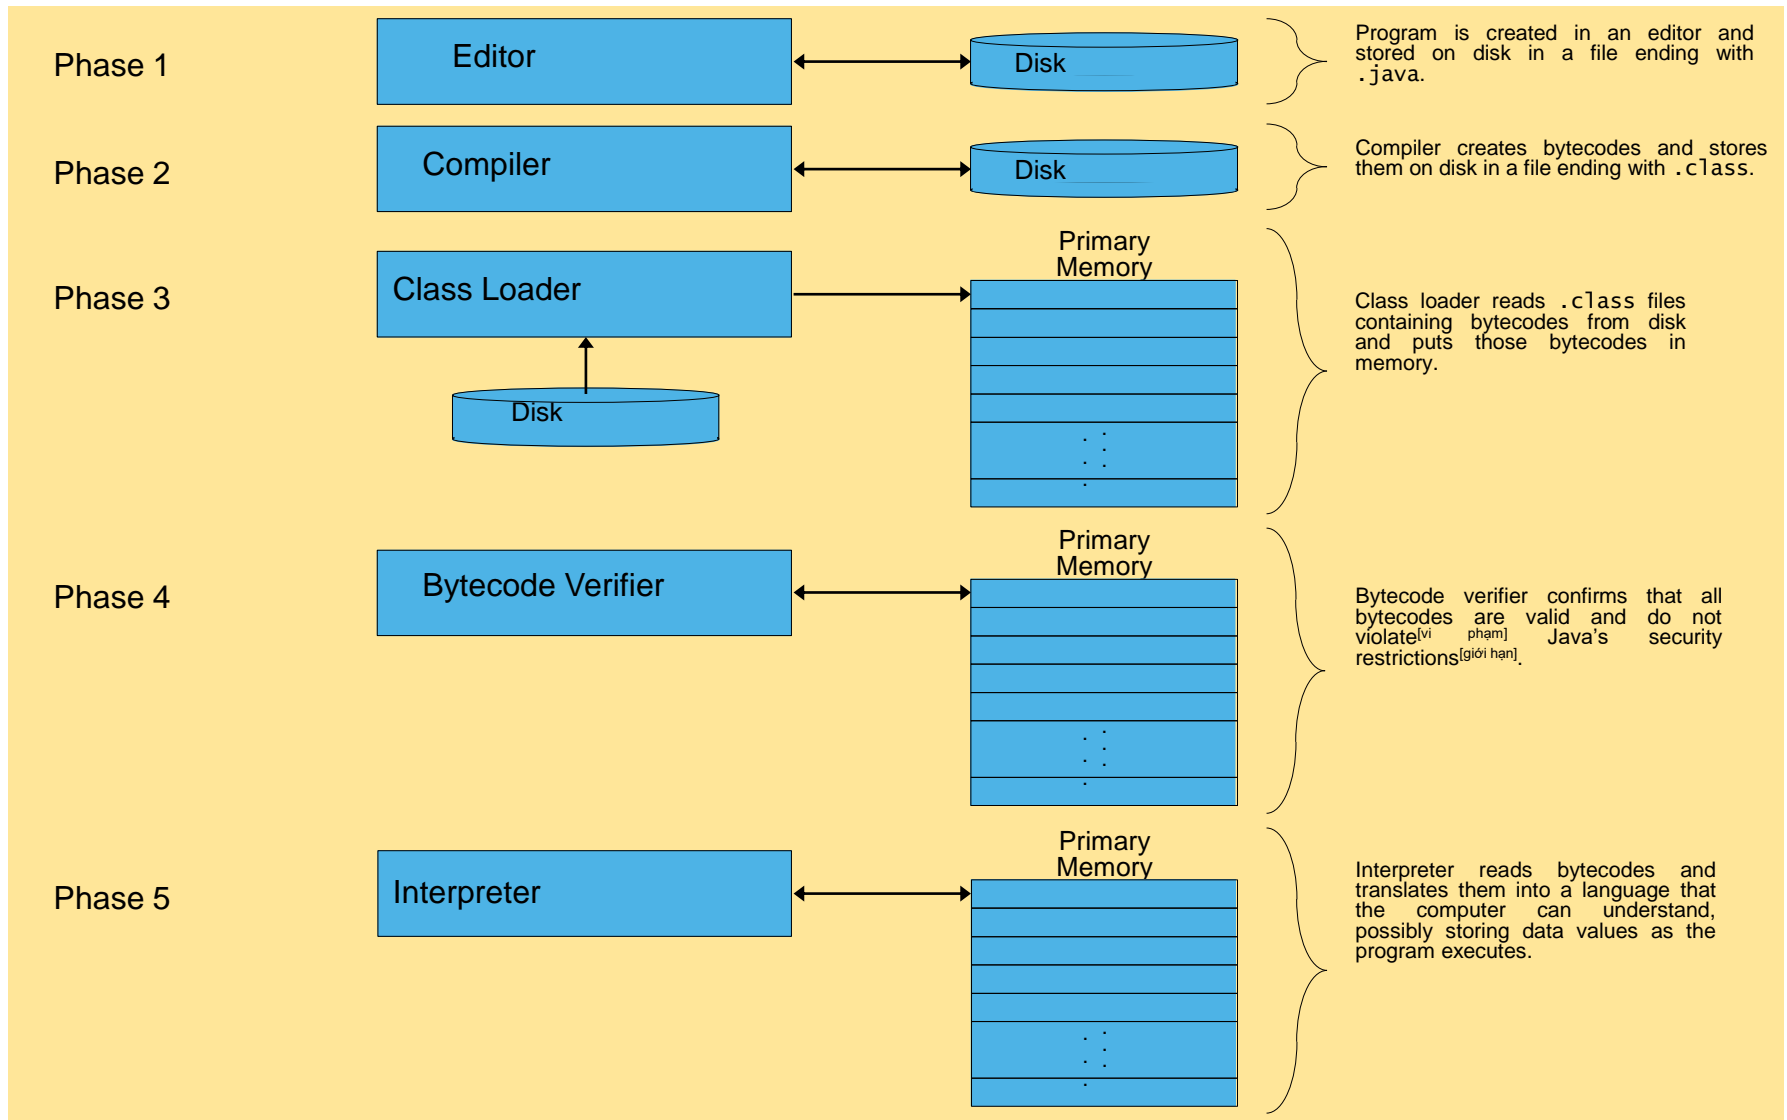 Phase 1
Editor
Disk
Program is created in an editor and
stored on disk in a file ending with
.java.
Phase 2
Compiler
Disk
Compiler creates bytecodes and stores
them on disk in a file ending with .class.
Phase 3
Class Loader
Disk
Primary
Memory
Class loader reads .class files
containing bytecodes from disk
and puts those bytecodes in
memory.
Phase 4
Bytecode Verifier
Primary
Memory
Bytecode verifier confirms that all
bytecodes are valid and do not
violate[vi phạm] Java’s security
restrictions[giới hạn].
Phase 5
Interpreter
Primary
Memory
Interpreter reads bytecodes and
translates them into a language that
the computer can understand,
possibly storing data values as the
program executes.